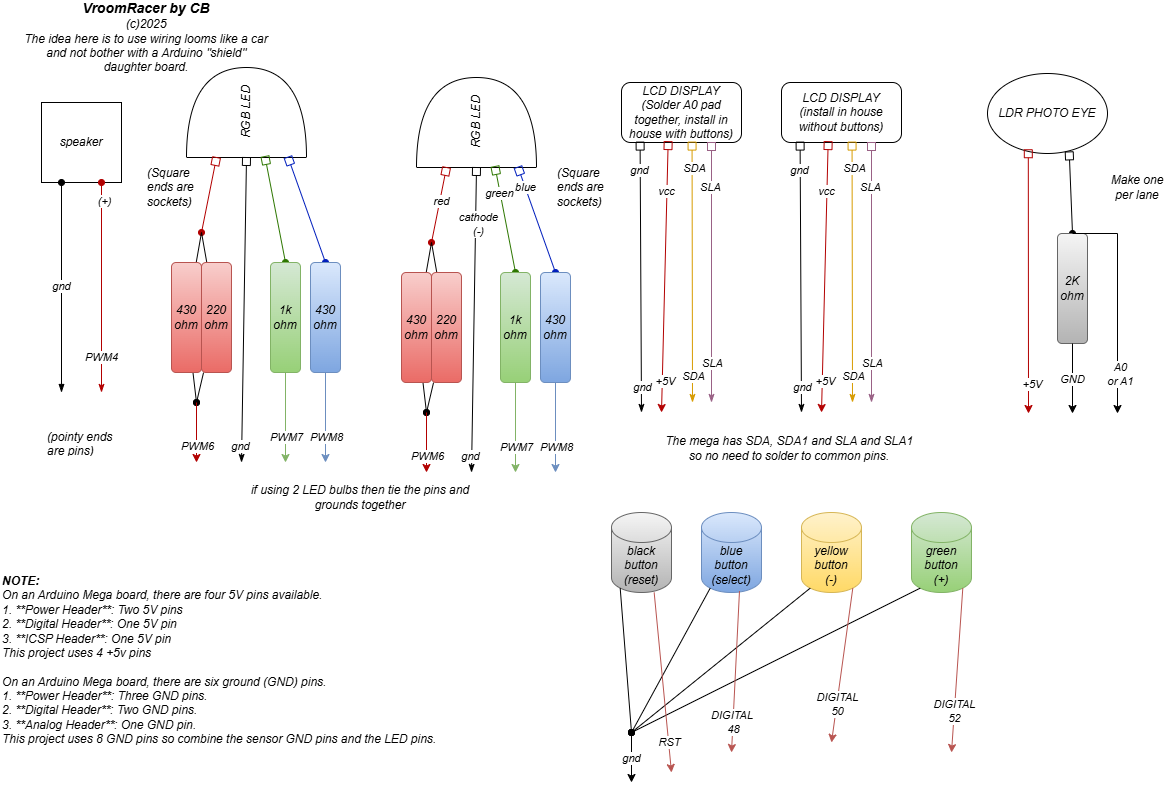 VroomRacer by CB
(c)2025
The idea here is to use wiring looms like a car
and not bother with a Arduino "shield"
daughter board.
speaker
(+)
gnd
PWM4
(pointy ends
are pins)
RGB LED
(Square
ends are
sockets)
430
ohm
220
ohm
1k
ohm
430
ohm
PWM6
gnd
PWM7
PWM8
RGB LED
red
cathode
(-)
green
blue
(Square
ends are
sockets)
430
ohm
220
ohm
1k
ohm
430
ohm
PWM6
gnd
PWM7
PWM8
if using 2 LED bulbs then tie the pins and
grounds together
LCD DISPLAY
(Solder A0 pad
together, install in
house with buttons)
gnd
vcc
SDA
SLA
gnd
+5V
SDA
SLA
LCD DISPLAY
(install in house
without buttons)
gnd
vcc
SDA
SLA
gnd
+5V
SDA
SLA
The mega has SDA, SDA1 and SLA and SLA1
so no need to solder to common pins.
LDR PHOTO EYE
Make one
per lane
2K
ohm
+5V
GND
A0
or A1
black
button
(reset)
blue
button
(select)
yellow
button
(-)
green
button
(+)
gnd
RST
DIGITAL
48
DIGITAL
50
DIGITAL
52
NOTE:
On an Arduino Mega board, there are four 5V pins available.
1. **Power Header**: Two 5V pins
2. **Digital Header**: One 5V pin
3. **ICSP Header**: One 5V pin
This project uses 4 +5v pins
On an Arduino Mega board, there are six ground (GND) pins.
1. **Power Header**: Three GND pins.
2. **Digital Header**: Two GND pins.
3. **Analog Header**: One GND pin.
This project uses 8 GND pins so combine the sensor GND pins and the LED pins.